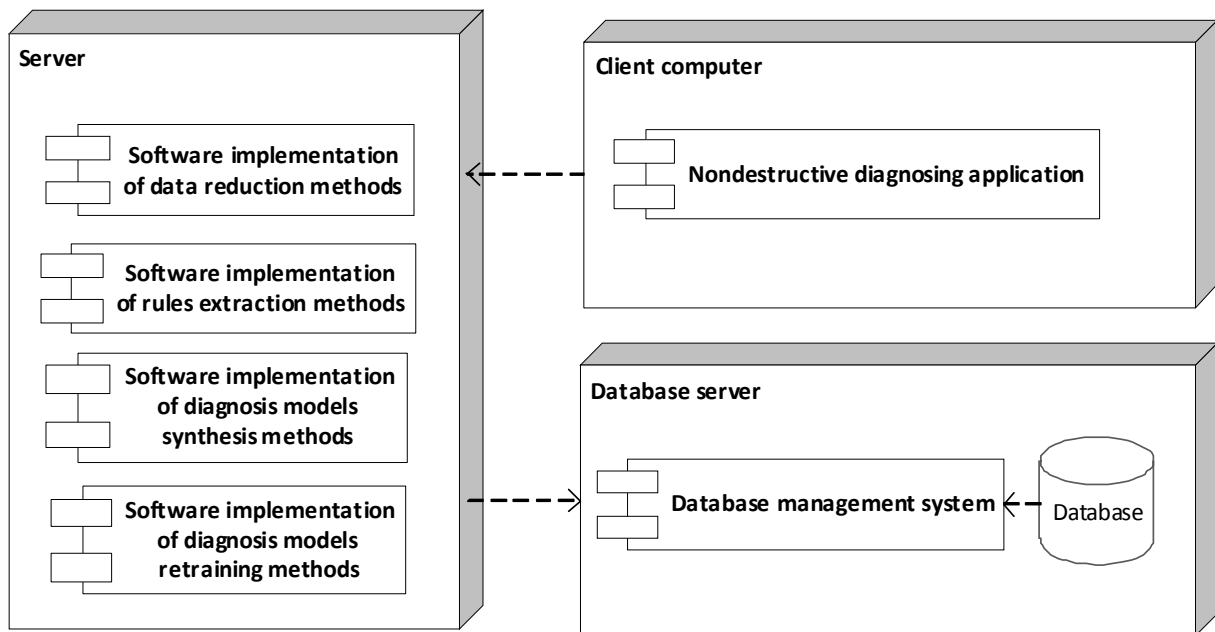 Server
Software implementation
of data reduction methods
Software implementation
of rules extraction methods
Software implementation
of diagnosis models
synthesis methods
Software implementation
of diagnosis models
retraining methods
Client computer
Nondestructive diagnosing application
Database server
Database management system
Database